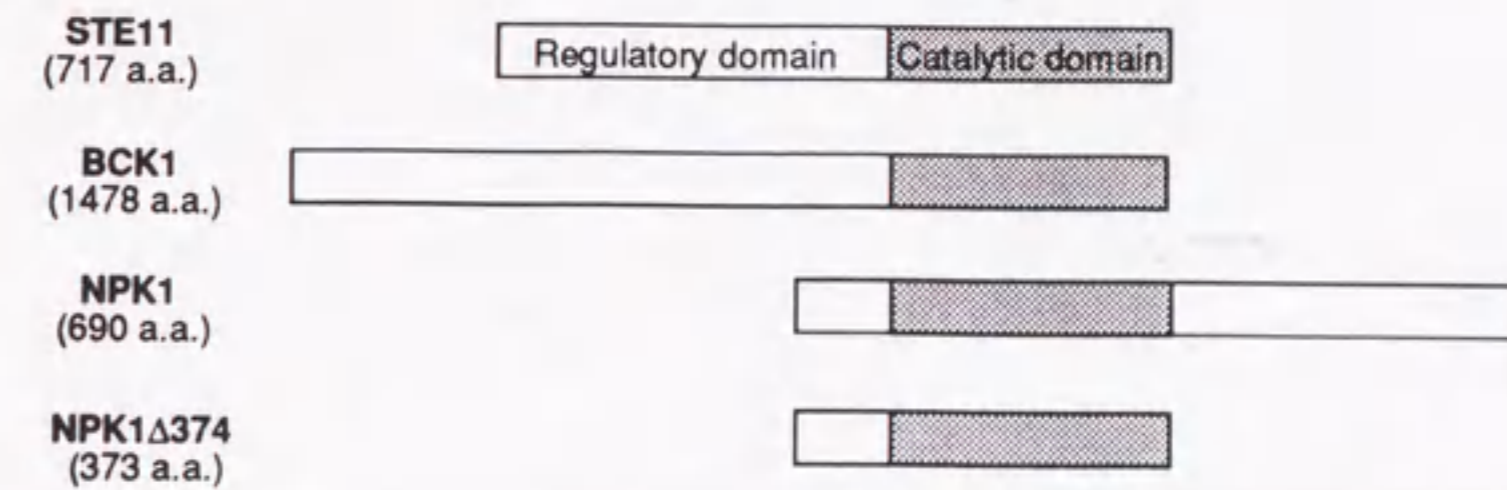 STE11
(717 a.a.)
Regulatory domain
Catalytic domain
BCK1
(1478 a.a.)
NPK1
(690 a.a.)
NPK1Δ374
(373 a.a.)